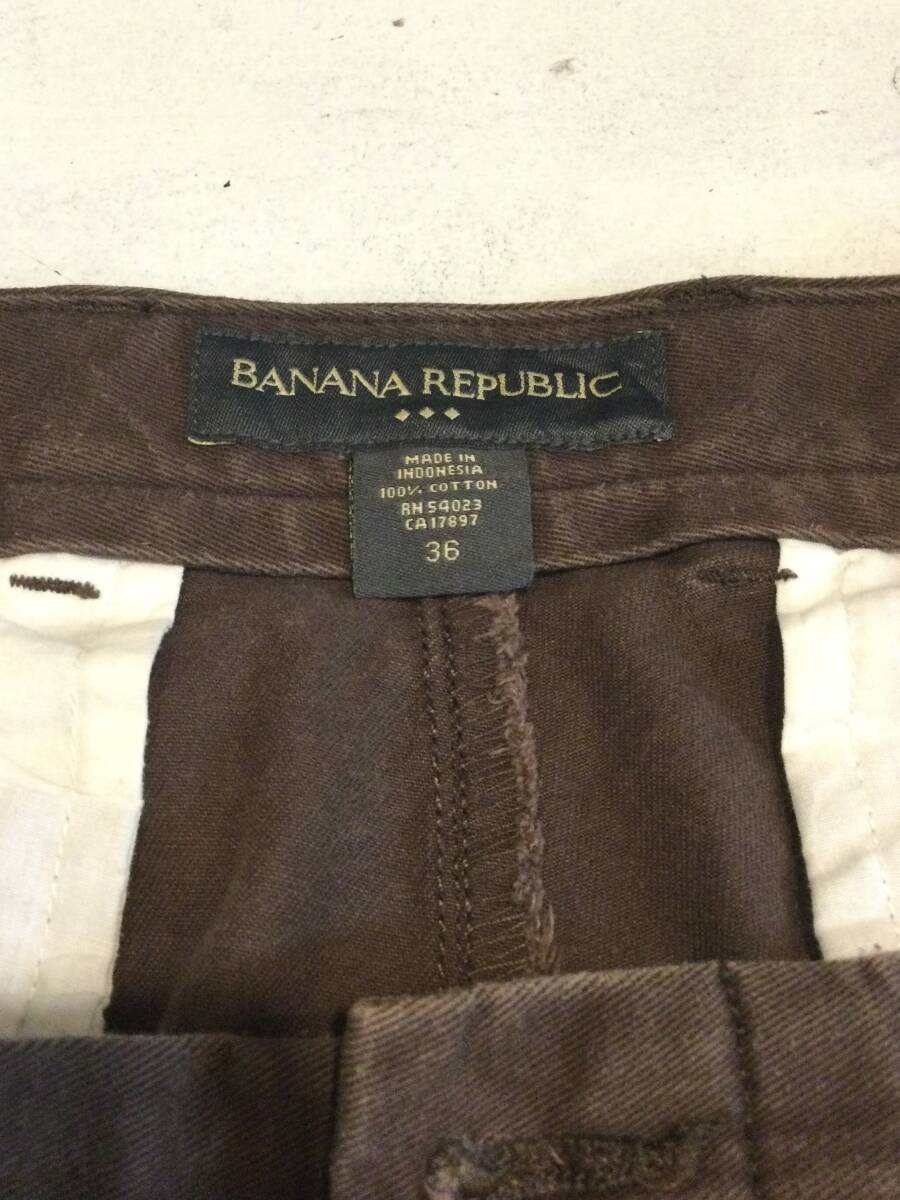 BANANA REPUBLIC
MADE IN
INDONESIA
100% COTTON
RN 54023
CA 17897
36